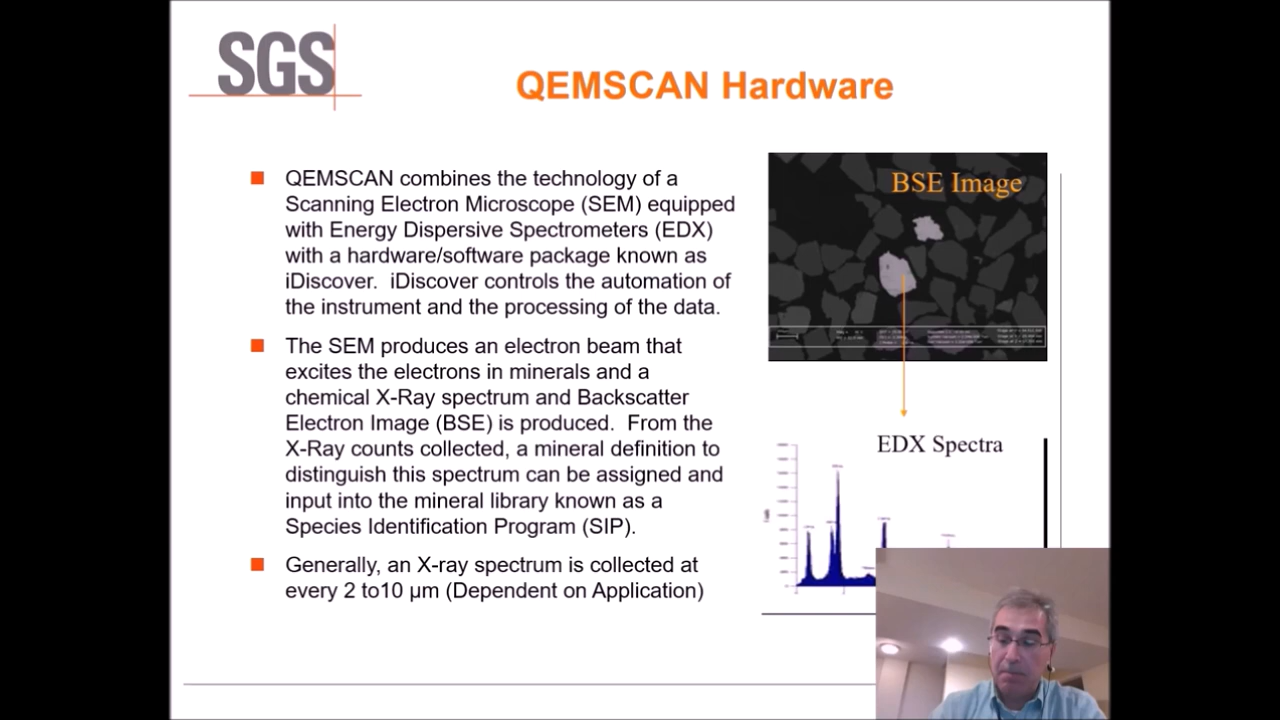 SGS
QEMSCAN Hardware
QEMSCAN combines the technology of a
Scanning Electron Microscope (SEM) equipped
with Energy Dispersive Spectrometers (EDX)
with a hardware/software package known as
iDiscover.  iDiscover controls the automation of
the instrument and the processing of the data.
The SEM produces an electron beam that
excites the electrons in minerals and a
chemical X-Ray spectrum and Backscatter
Electron Image (BSE) is produced.  From the
X-Ray counts collected, a mineral definition to
distinguish this spectrum can be assigned and
input into the mineral library known as a
Species Identification Program (SIP).
Generally, an X-ray spectrum is collected at
every 2 to10 µm (Dependent on Application)
BSE Image
EDX Spectra